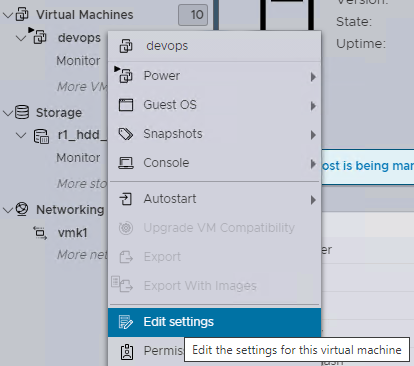 Virtual Machines 10
devops
Monitor
More VM
Storage
r1_hdd_
Monitor
More sto
Networking
vmk1
More net
devops
Power
Guest OS
Snapshots
Console
Autostart
Upgrade VM Compatibility
Export
Export With Images
Edit settings
Permis
Edit the settings for this virtual machine
Version:
State:
Uptime:
ost is being mar
er